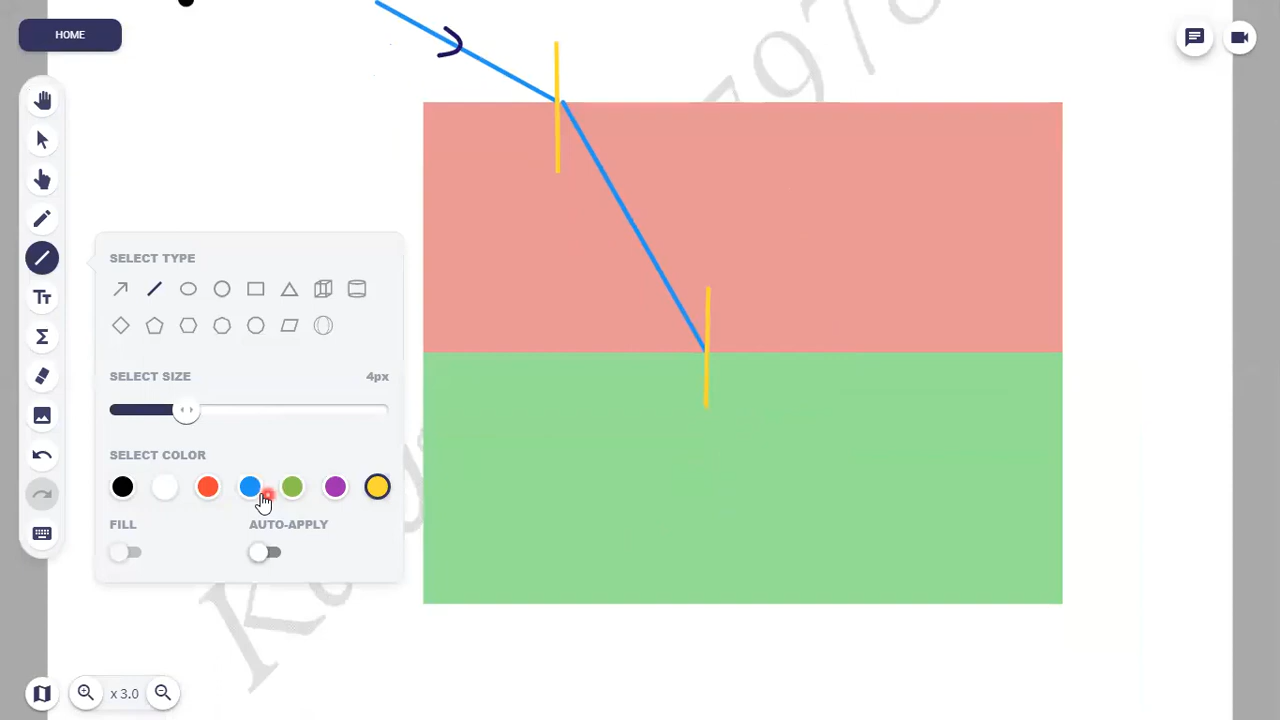 HOME
SELECT TYPE
SELECT SIZE 4px
SELECT COLOR
FILL AUTO-APPLY
x 3.0